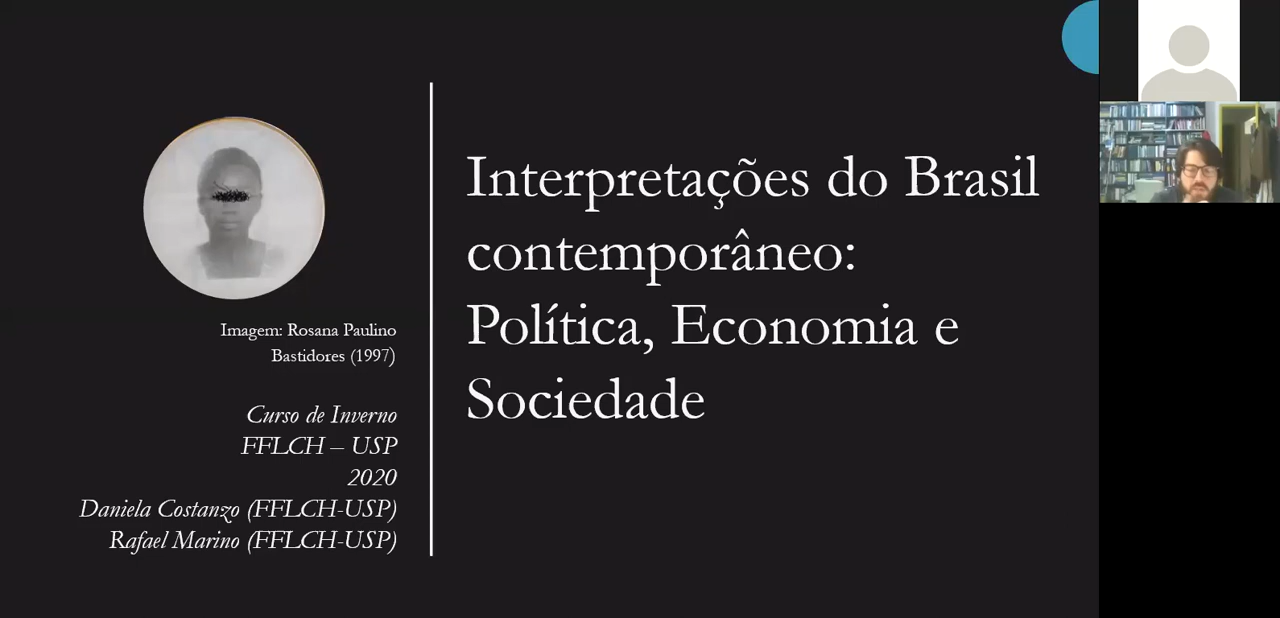 Interpretações do Brasil
contemporâneo:
Política, Economia e
Sociedade
Imagem: Rosana Paulino
Bastidores (1997)
Curso de Inverno
FFLCH – USP
2020
Daniela Costanzo (FFLCH-USP)
Rafael Marino (FFLCH-USP)